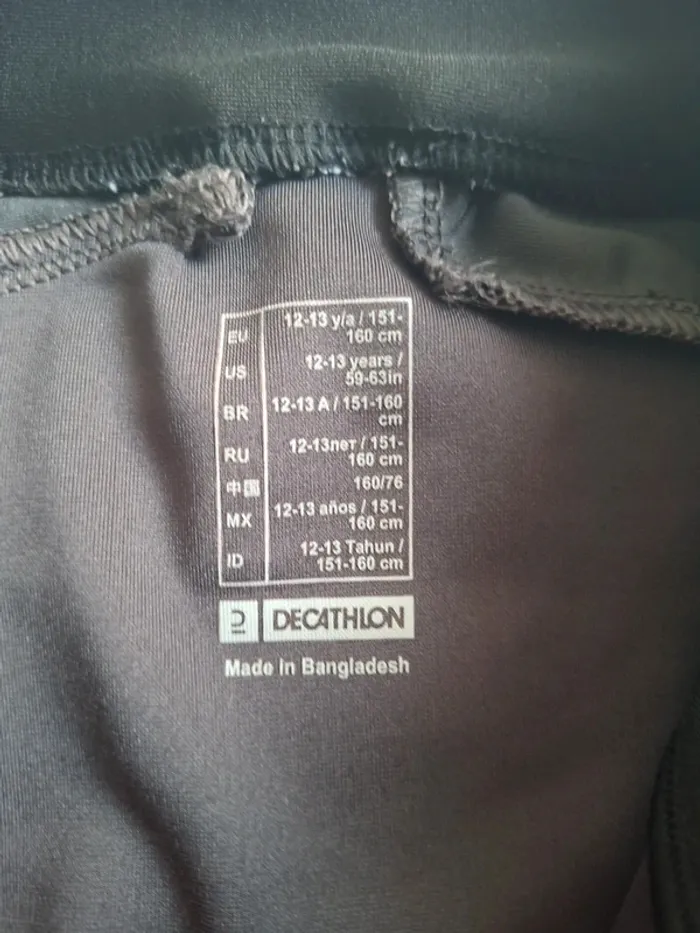 EU 12-13 y/a / 151-
160 cm
US 12-13 years /
59-63in
BR 12-13 A / 151-160
cm
RU 12-13лет / 151-
160 cm
中国 160/76
MX 12-13 años / 151-
160 cm
ID 12-13 Tahun /
151-160 cm
DECATHLON
Made in Bangladesh